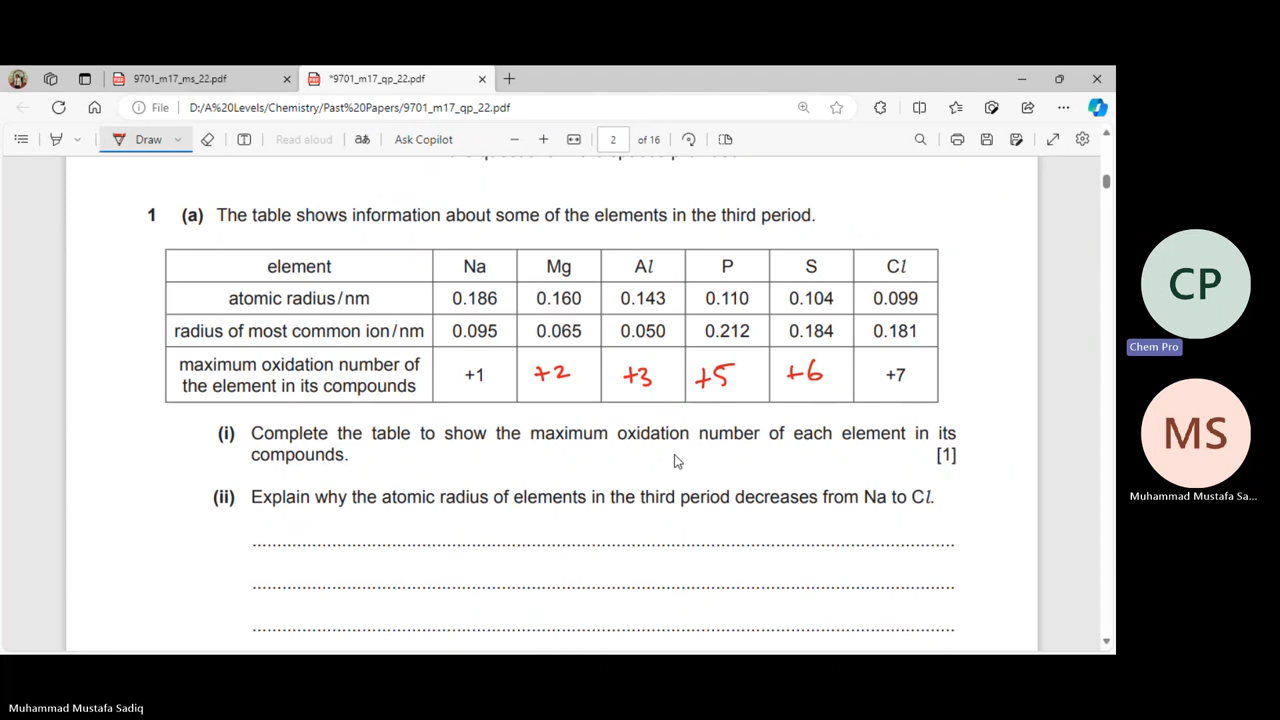 9701_m17_ms_22.pdf
*9701_m17_qp_22.pdf
File D:/A%20Levels/Chemistry/Past%20Papers/9701_m17_qp_22.pdf
Draw Read aloud aあ Ask Copilot 2 of 16
1 (a) The table shows information about some of the elements in the third period.
element Na Mg Al P S Cl
atomic radius/nm 0.186 0.160 0.143 0.110 0.104 0.099
radius of most common ion/nm 0.095 0.065 0.050 0.212 0.184 0.181
maximum oxidation number of
the element in its compounds +1 +2 +3 +5 +6 +7
(i) Complete the table to show the maximum oxidation number of each element in its
compounds. [1]
(ii) Explain why the atomic radius of elements in the third period decreases from Na to Cl.
CP
Chem Pro
MS
Muhammad Mustafa Sa...
Muhammad Mustafa Sadiq